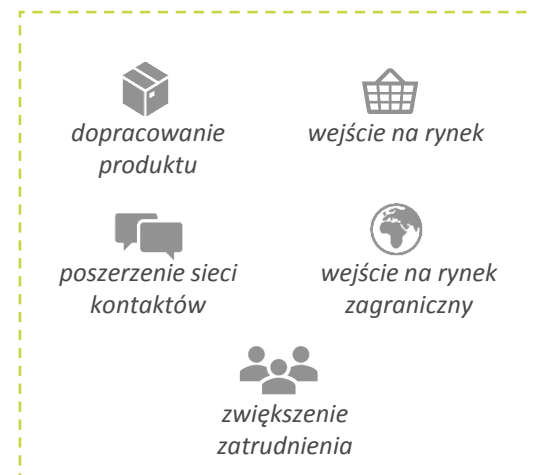 dopracowanie
produktu
wejście na rynek
poszerzenie sieci
kontaktów
wejście na rynek
zagraniczny
zwiększenie
zatrudnienia